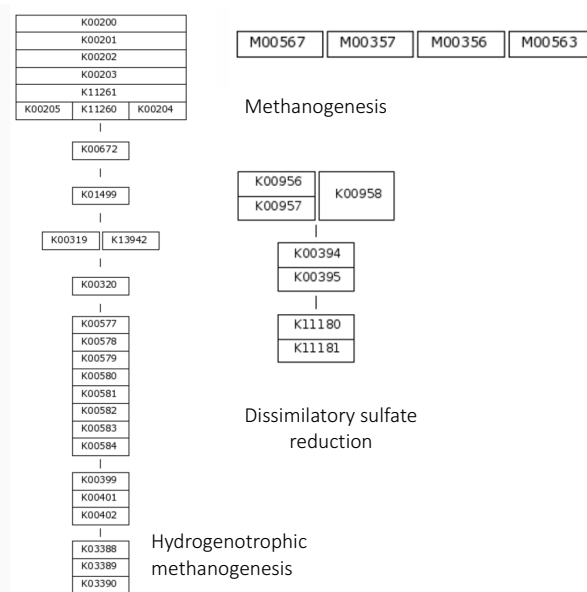 K00200
K00201
K00202
K00203
K11261
K00205 K11260 K00204
K00672
K01499
K00319 K13942
K00320
K00577
K00578
K00579
K00580
K00581
K00582
K00583
K00584
K00399
K00401
K00402
K03388
K03389
K03390
Hydrogenotrophic
methanogenesis
M00567 M00357 M00356 M00563
Methanogenesis
K00956
K00957
K00958
K00394
K00395
K11180
K11181
Dissimilatory sulfate
reduction